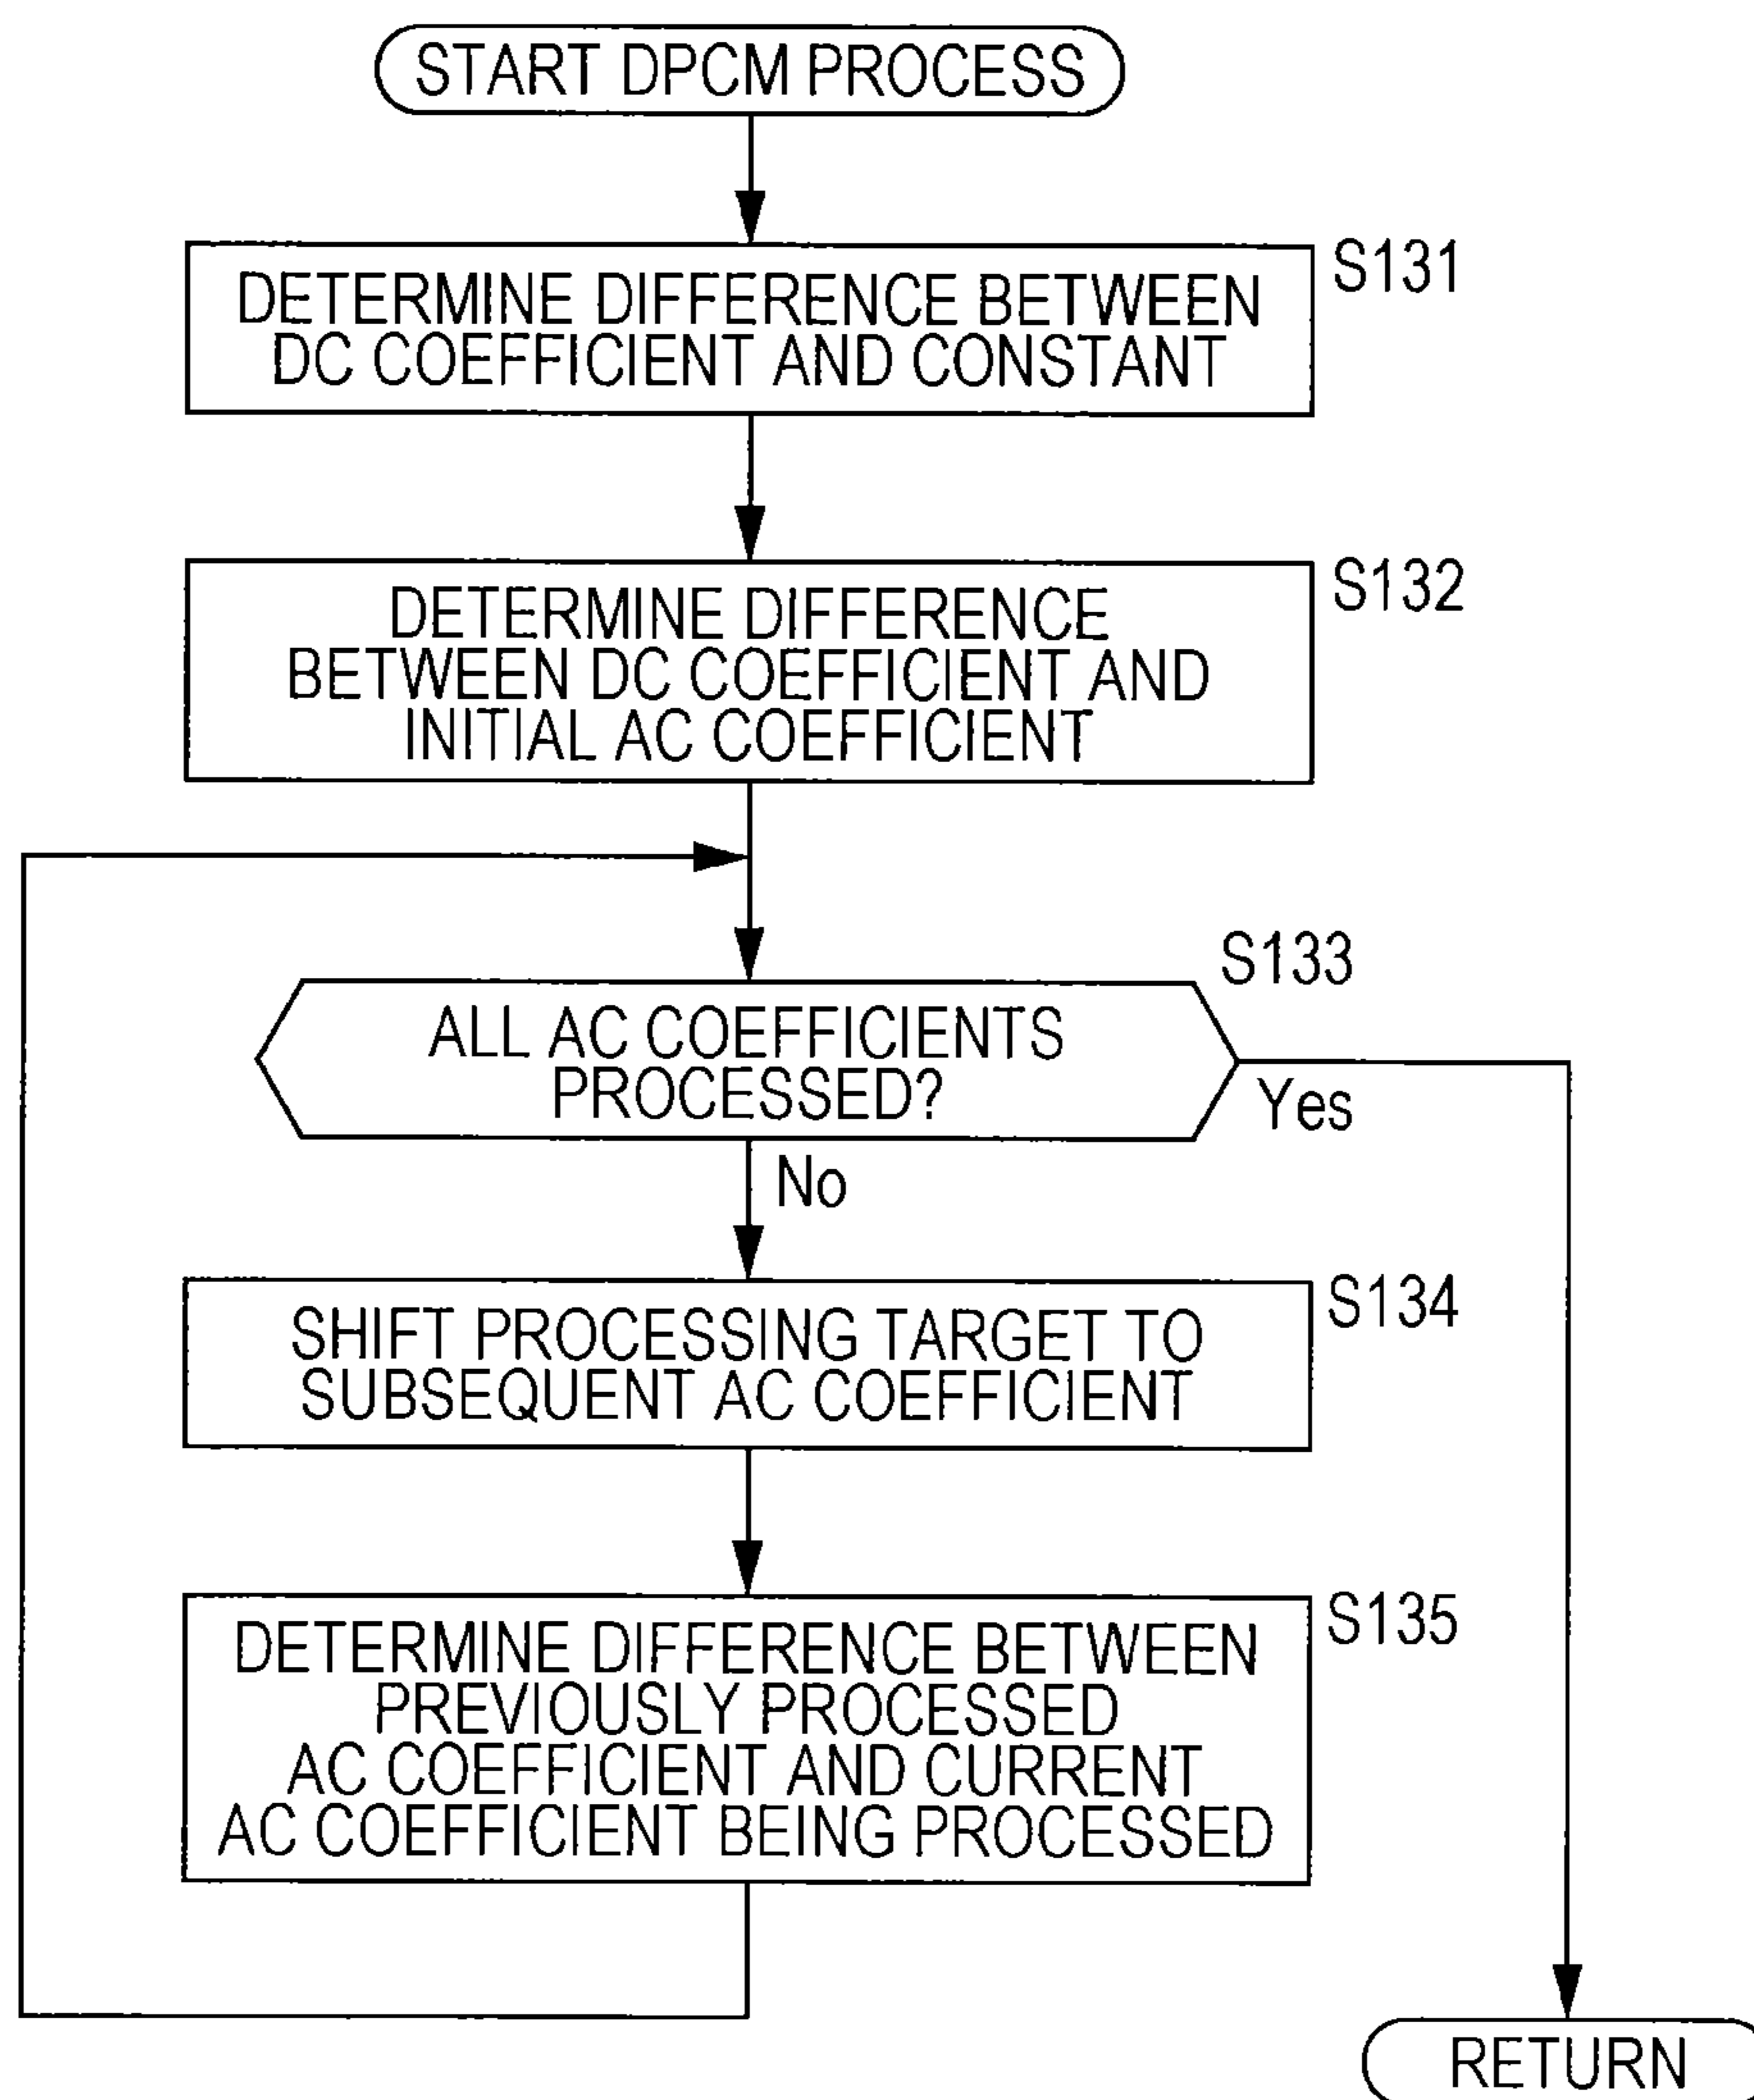 START DPCM PROCESS
S131
DETERMINE DIFFERENCE BETWEEN
DC COEFFICIENT AND CONSTANT
S132
DETERMINE DIFFERENCE
BETWEEN DC COEFFICIENT AND
INITIAL AC COEFFICIENT
S133
ALL AC COEFFICIENTS
PROCESSED?
Yes
No
S134
SHIFT PROCESSING TARGET TO
SUBSEQUENT AC COEFFICIENT
S135
DETERMINE DIFFERENCE BETWEEN
PREVIOUSLY PROCESSED
AC COEFFICIENT AND CURRENT
AC COEFFICIENT BEING PROCESSED
RETURN